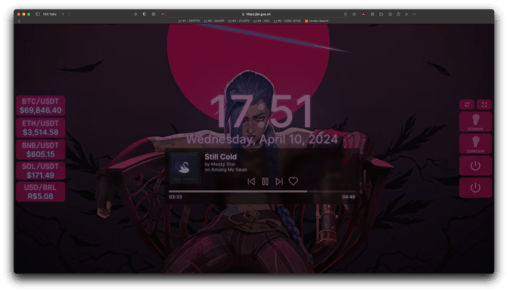 17:51
Wednesday, April 10, 2024
BTC/USDT
$69,846.40
ETH/USDT
$3,514.58
BNB/USDT
$605.15
SOL/USDT
$171.49
USD/BRL
R$5.08
Still Cold
by Messy Star
on Among My Swan
03:35
04:48